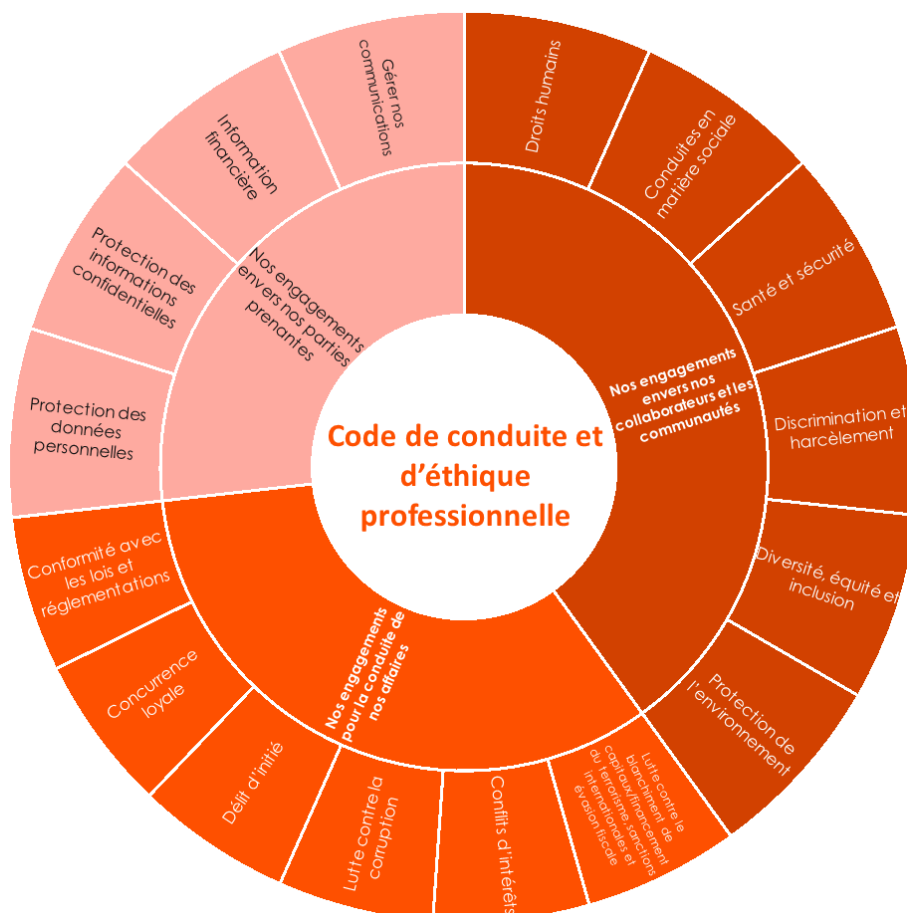 Code de conduite et
d’éthique
professionnelle
Nos engagements
envers nos
collaborateurs et les
communautés
Droits humains
Conduites en
matière sociale
Santé et sécurité
Discrimination et
harcèlement
Diversité, équité et
inclusion
Protection de
l'environnement
Nos engagements
pour la conduite de
nos affaires
Lutte contre le
blanchiment de
capitaux/financement
du terrorisme, sanctions
internationales et
évasion fiscale
Conflits d'intérêts
Lutte contre la
corruption
Délit d'initié
Concurrence
loyale
Conformité avec
les lois et
réglementations
Nos engagements
envers nos parties
prenantes
Protection des
données
personnelles
Protection des
informations
confidentielles
Information
financière
Gérer nos
communications